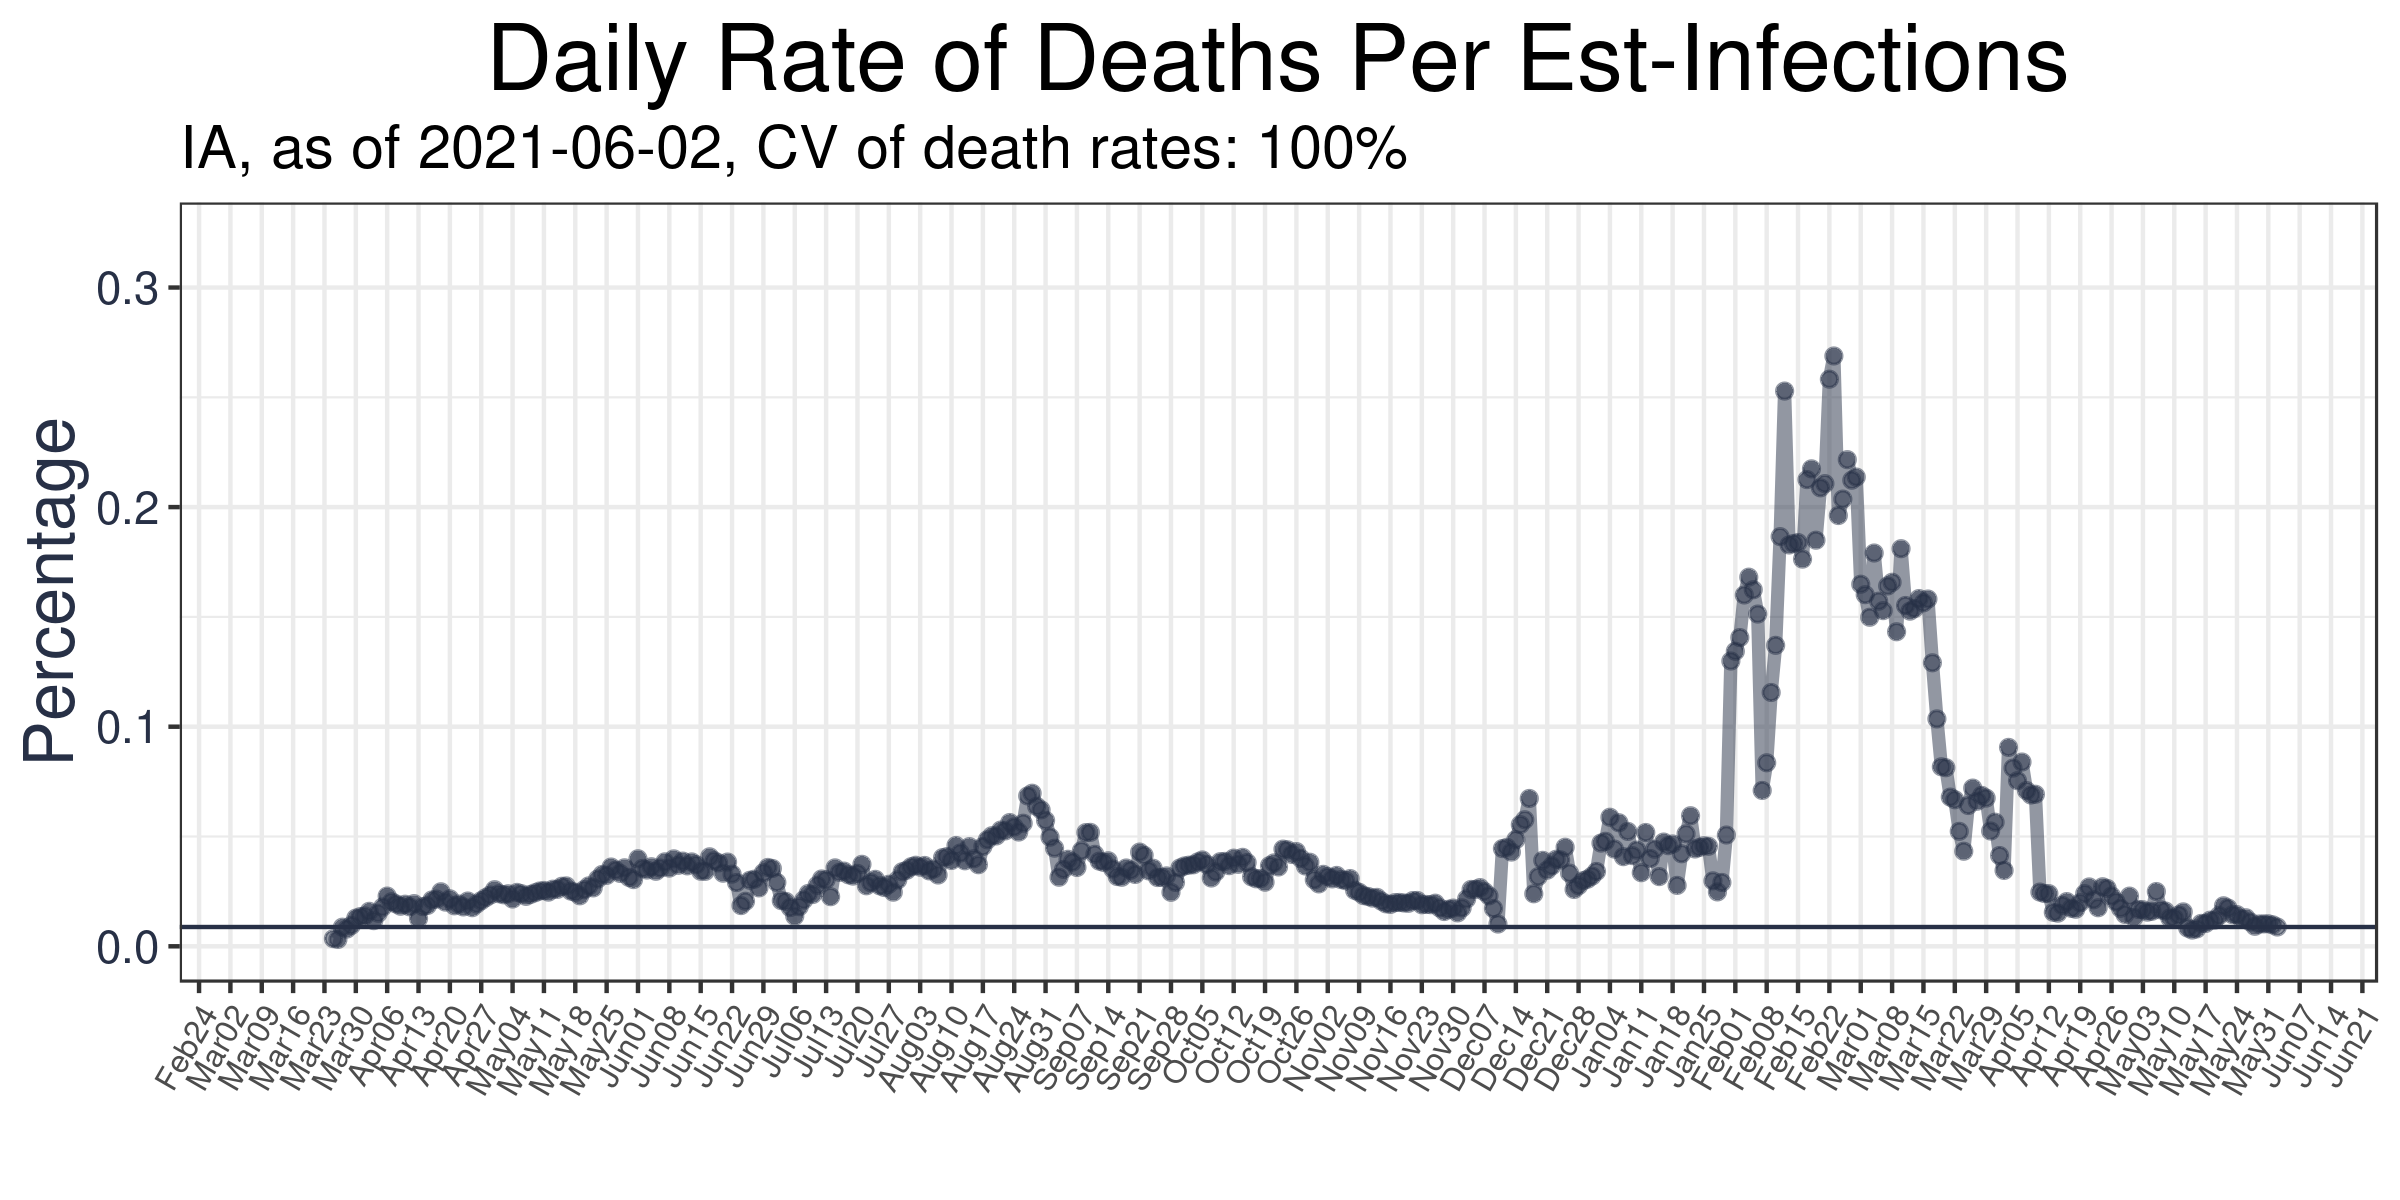 Daily Rate of Deaths Per Est-Infections
IA, as of 2021-06-02, CV of death rates: 100%
Percentage
0.3
0.2
0.1
0.0
Feb24
Mar02
Mar09
Mar16
Mar23
Mar30
Apr06
Apr13
Apr20
Apr27
May04
May11
May18
May25
Jun01
Jun08
Jun15
Jun22
Jun29
Jul06
Jul13
Jul20
Jul27
Aug03
Aug10
Aug17
Aug24
Aug31
Sep07
Sep14
Sep21
Sep28
Oct05
Oct12
Oct19
Oct26
Nov02
Nov09
Nov16
Nov23
Nov30
Dec07
Dec14
Dec21
Dec28
Jan04
Jan11
Jan18
Jan25
Feb01
Feb08
Feb15
Feb22
Mar01
Mar08
Mar15
Mar22
Mar29
Apr05
Apr12
Apr19
Apr26
May03
May10
May17
May24
May31
Jun07
Jun14
Jun21